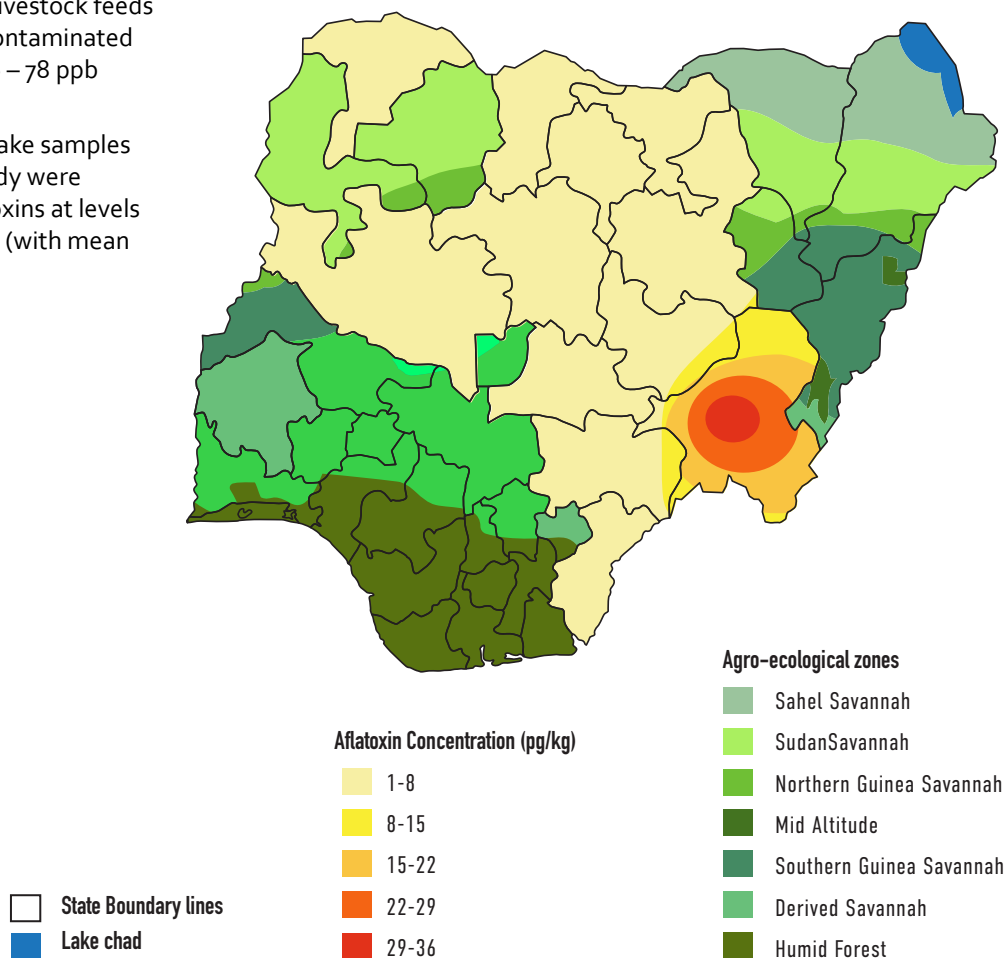 ivestock feeds
ontaminated
– 78 ppb
ake samples
dy were
oxins at levels
(with mean
Agro-ecological zones
Sahel Savannah
SudanSavannah
Northern Guinea Savannah
Mid Altitude
Southern Guinea Savannah
Derived Savannah
Humid Forest
Aflatoxin Concentration (pg/kg)
1-8
8-15
15-22
22-29
29-36
State Boundary lines
Lake chad